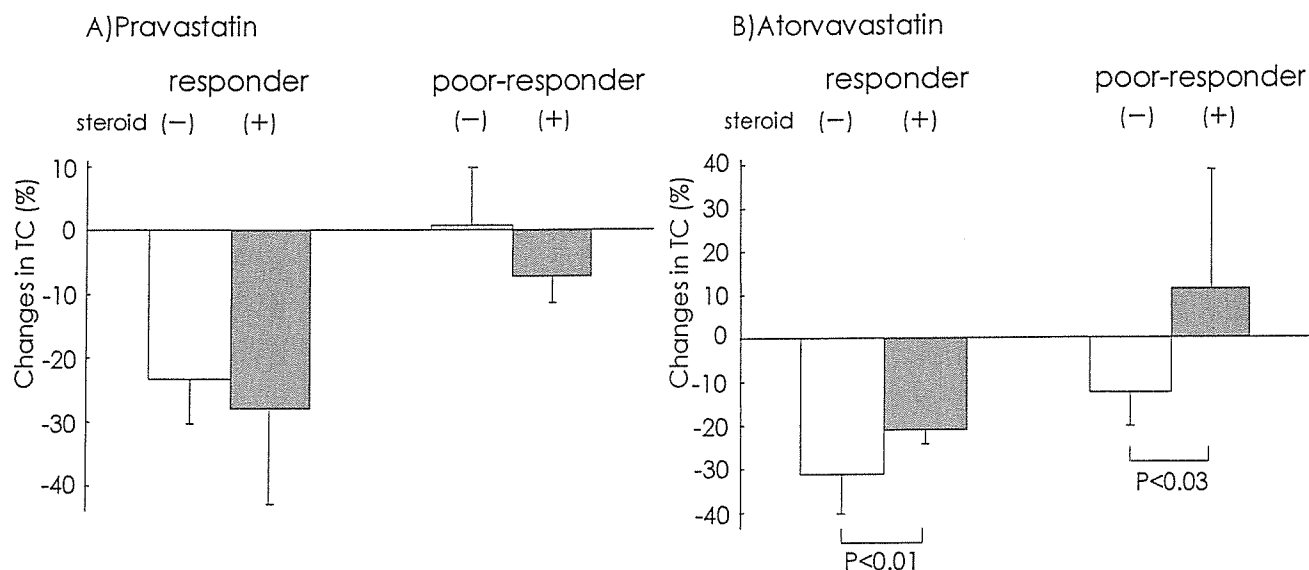 A)Pravastatin
responder poor-responder
steroid (−) (+) (−) (+)
Changes in TC (%)
10
0
-10
-20
-30
-40
B)Atorvavastatin
responder poor-responder
steroid (−) (+) (−) (+)
Changes in TC (%)
40
30
20
10
0
-10
-20
-30
-40
P<0.01
P<0.03